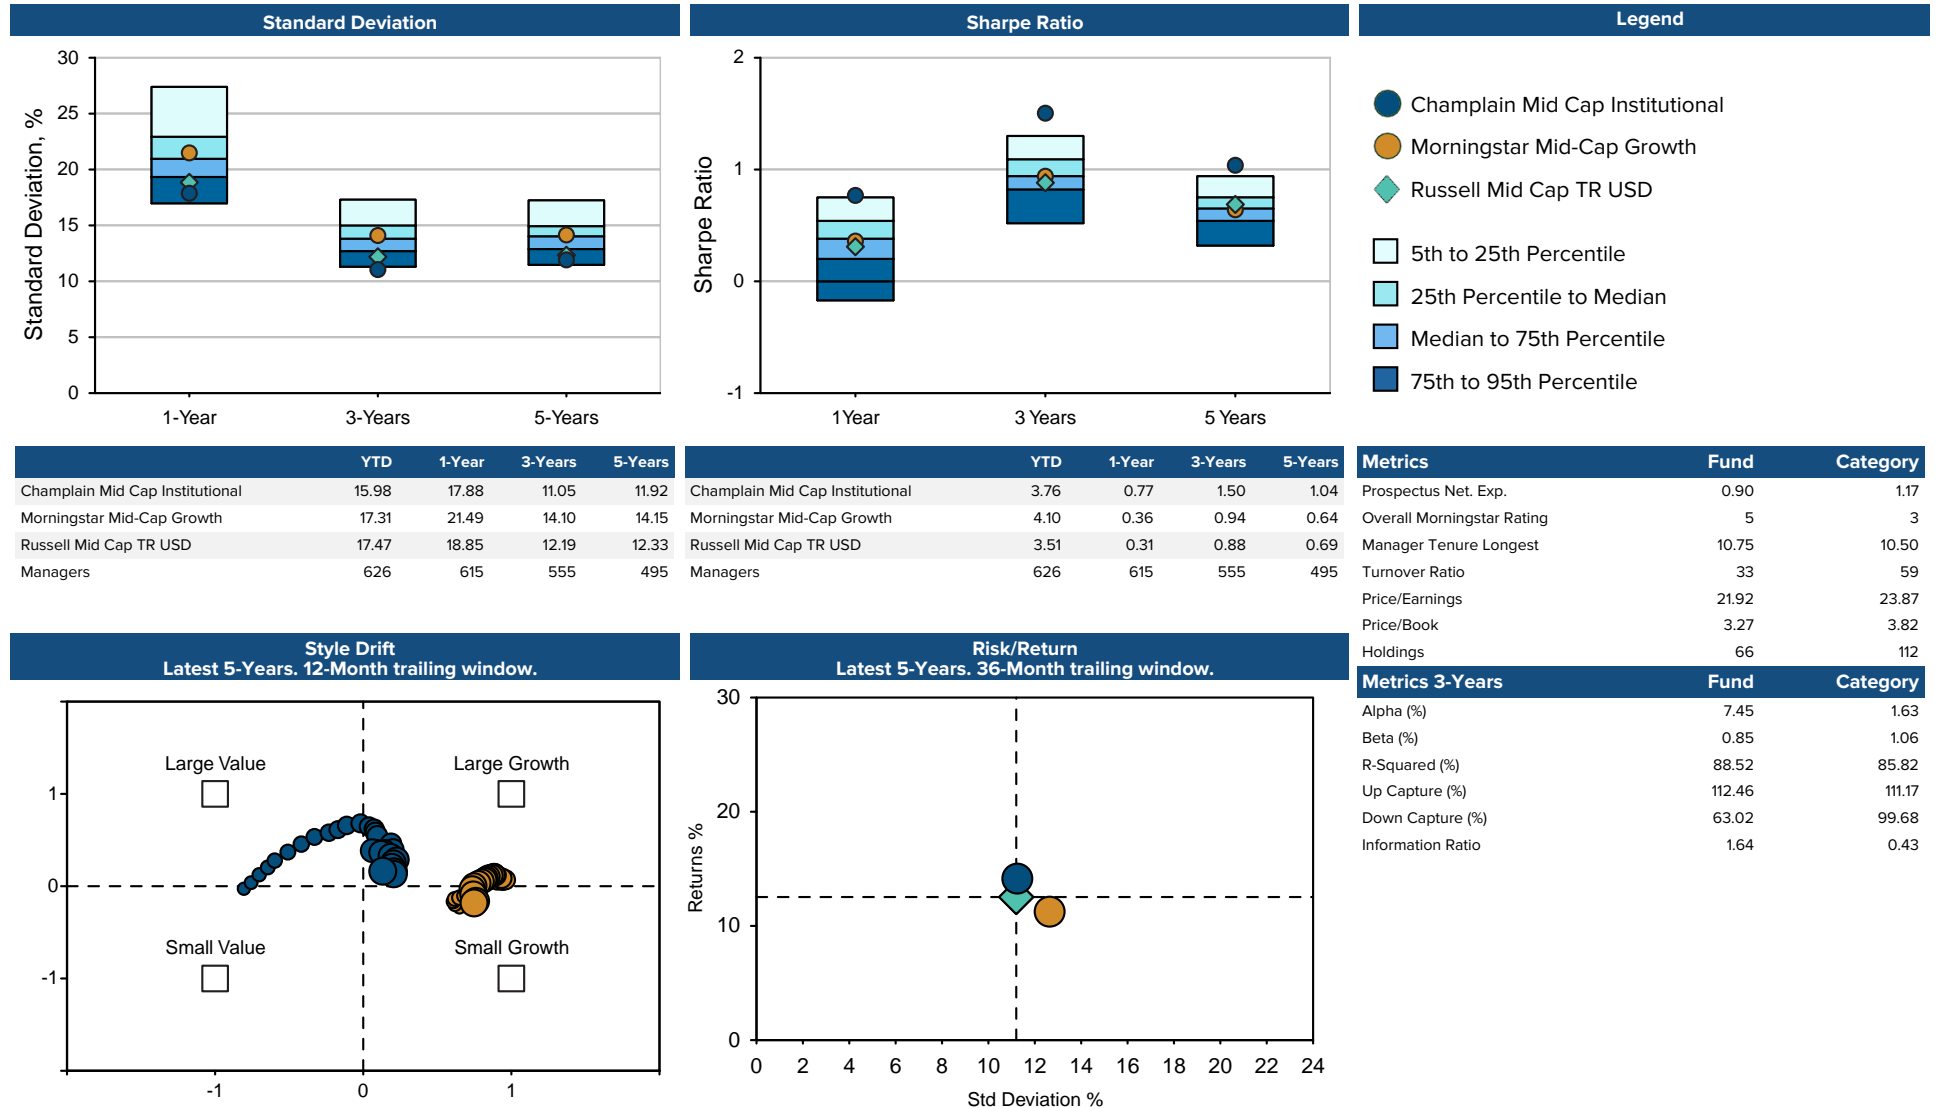 Standard Deviation
30
25
20
15
10
5
0
Standard Deviation, %
1-Year 3-Years 5-Years
Sharpe Ratio
2
1
0
-1
Sharpe Ratio
1Year 3 Years 5 Years
Legend
Champlain Mid Cap Institutional
Morningstar Mid-Cap Growth
Russell Mid Cap TR USD
5th to 25th Percentile
25th Percentile to Median
Median to 75th Percentile
75th to 95th Percentile
YTD 1-Year 3-Years 5-Years
Champlain Mid Cap Institutional 15.98 17.88 11.05 11.92
Morningstar Mid-Cap Growth 17.31 21.49 14.10 14.15
Russell Mid Cap TR USD 17.47 18.85 12.19 12.33
Managers 626 615 555 495
YTD 1-Year 3-Years 5-Years
Champlain Mid Cap Institutional 3.76 0.77 1.50 1.04
Morningstar Mid-Cap Growth 4.10 0.36 0.94 0.64
Russell Mid Cap TR USD 3.51 0.31 0.88 0.69
Managers 626 615 555 495
Metrics Fund Category
Prospectus Net. Exp. 0.90 1.17
Overall Morningstar Rating 5 3
Manager Tenure Longest 10.75 10.50
Turnover Ratio 33 59
Price/Earnings 21.92 23.87
Price/Book 3.27 3.82
Holdings 66 112
Metrics 3-Years Fund Category
Alpha (%) 7.45 1.63
Beta (%) 0.85 1.06
R-Squared (%) 88.52 85.82
Up Capture (%) 112.46 111.17
Down Capture (%) 63.02 99.68
Information Ratio 1.64 0.43
Style Drift
Latest 5-Years. 12-Month trailing window.
Large Value Large Growth
1
0
Small Value Small Growth
-1
-1 0 1
Risk/Return
Latest 5-Years. 36-Month trailing window.
30
20
10
0
Returns %
0 2 4 6 8 10 12 14 16 18 20 22 24
Std Deviation %